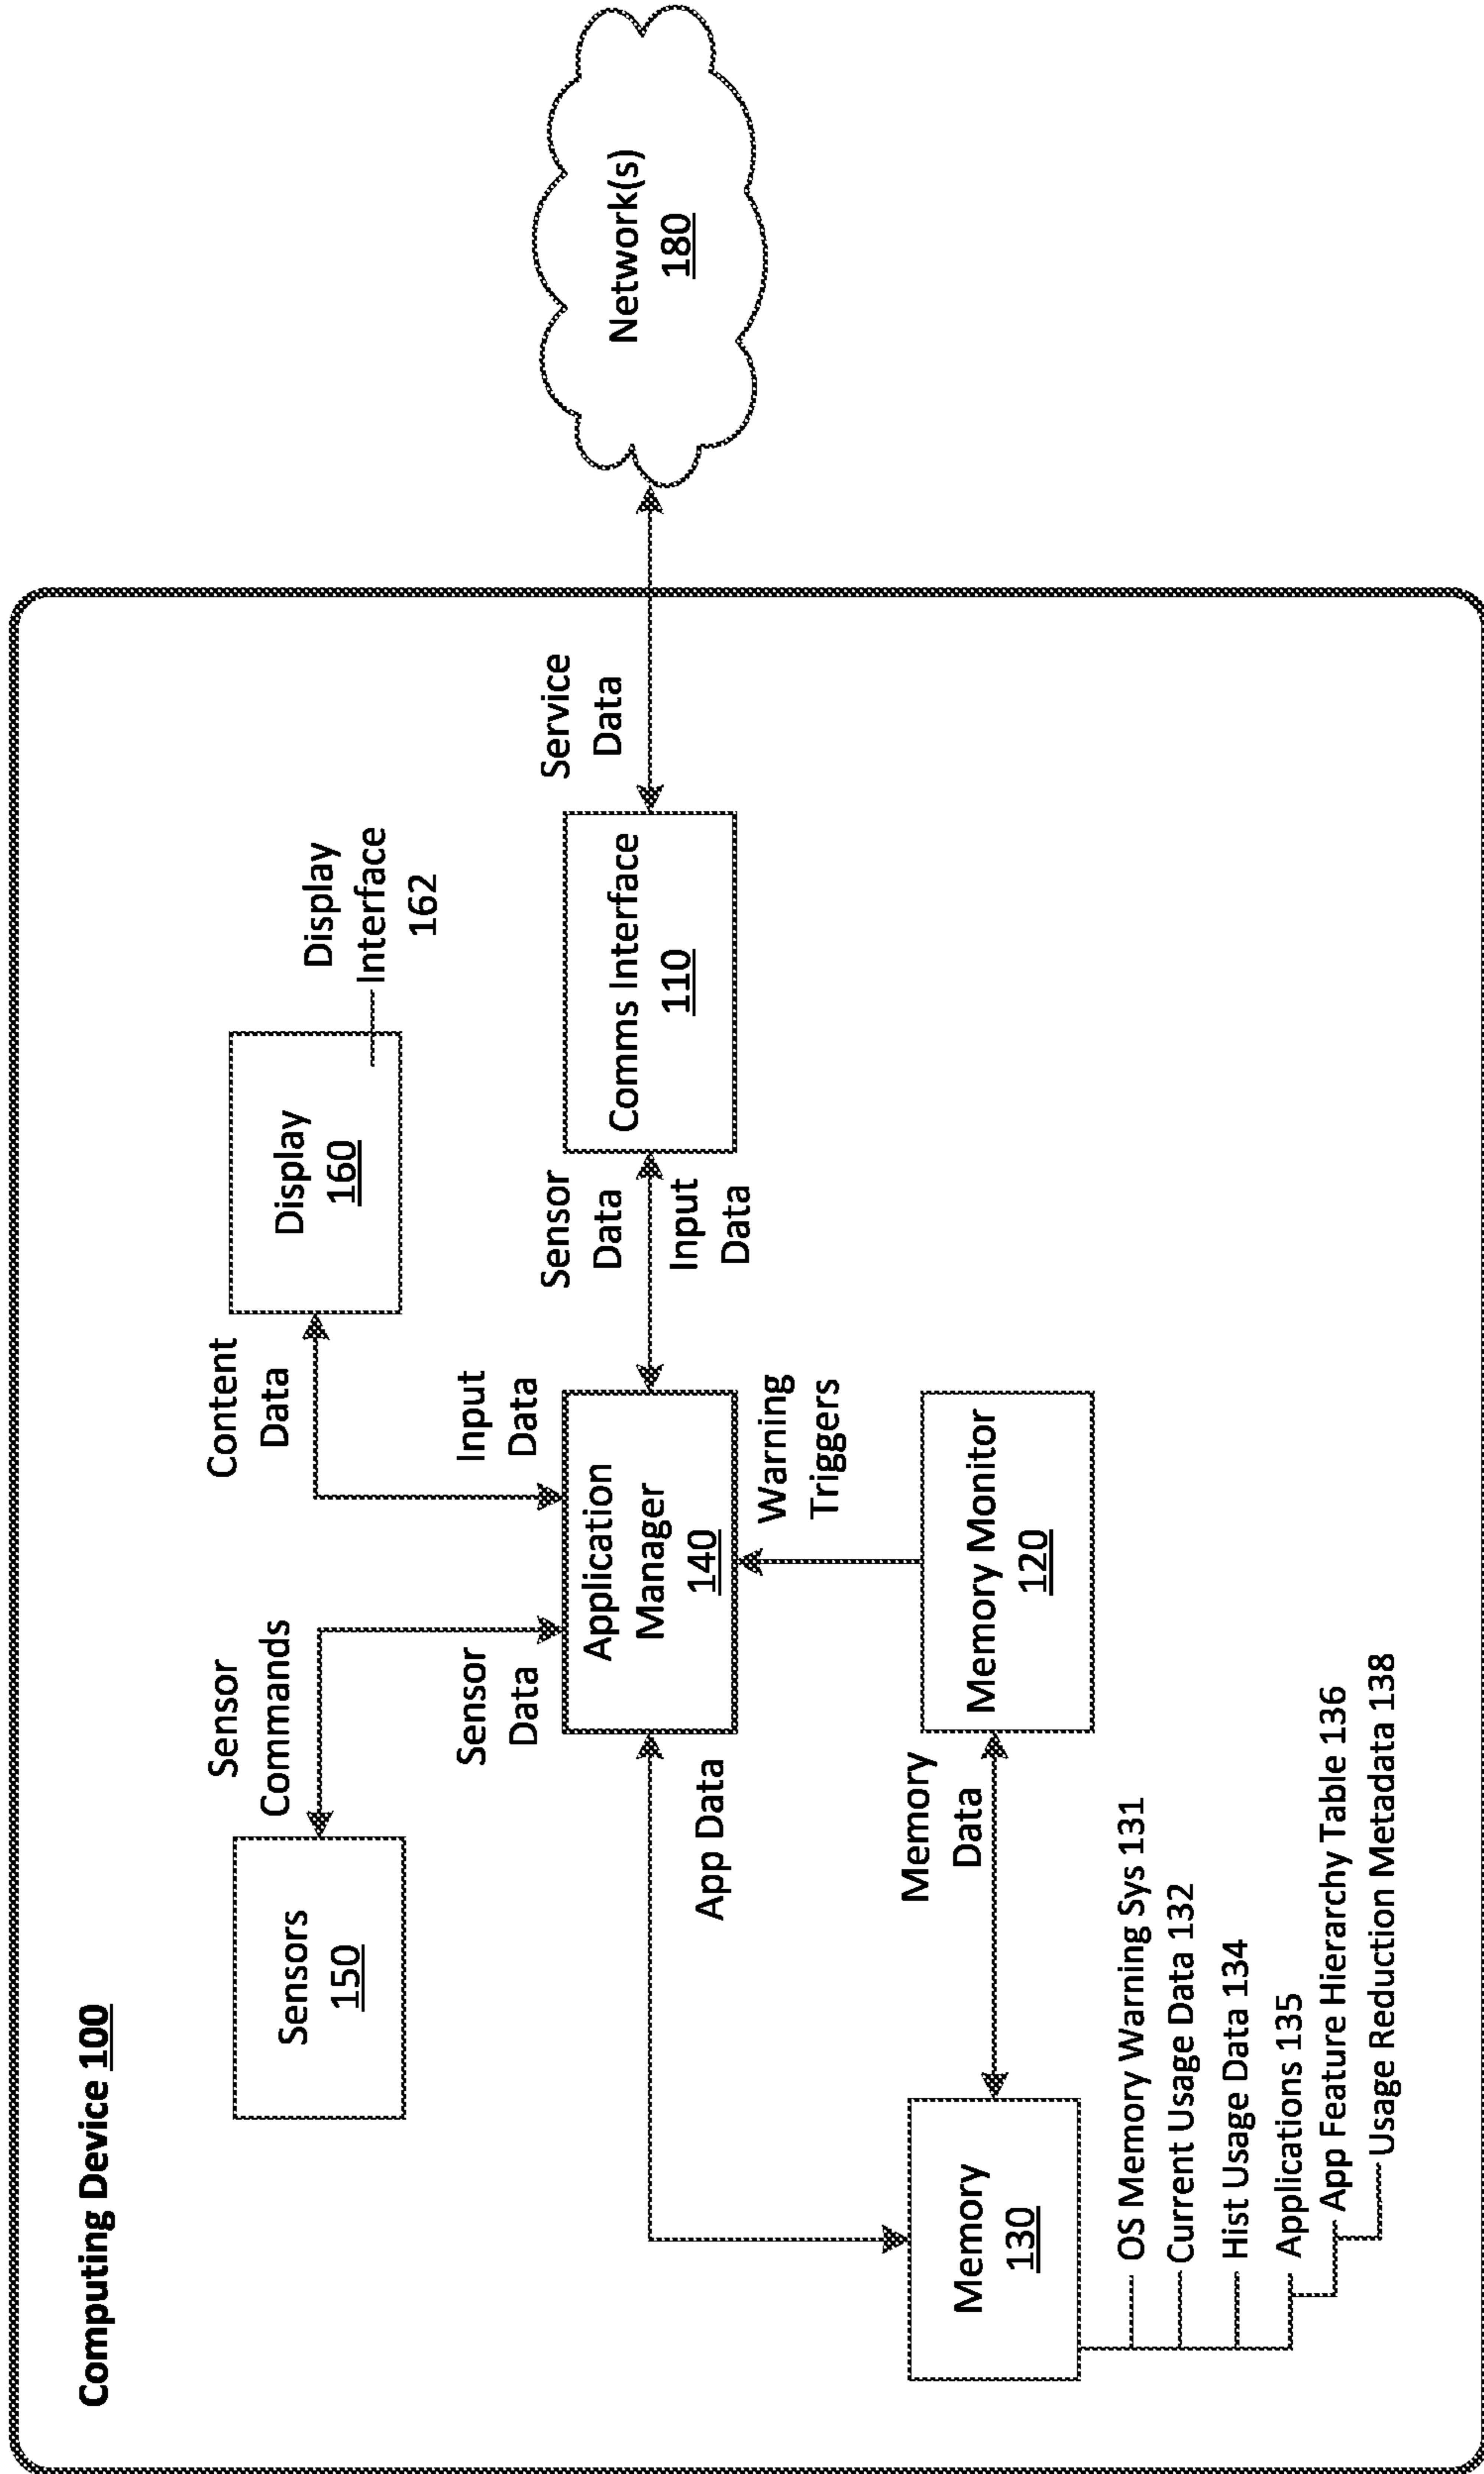 Computing Device 100
Sensors
150
Sensor
Commands
Sensor
Data
Content
Data
Input
Data
Display
160
Display
Interface
162
App Data
Application
Manager
140
Sensor
Data
Input
Data
Comms Interface
110
Service
Data
Network(s)
180
Warning
Triggers
Memory
130
Memory
Data
Memory Monitor
120
OS Memory Warning Sys 131
Current Usage Data 132
Hist Usage Data 134
Applications 135
App Feature Hierarchy Table 136
Usage Reduction Metadata 138